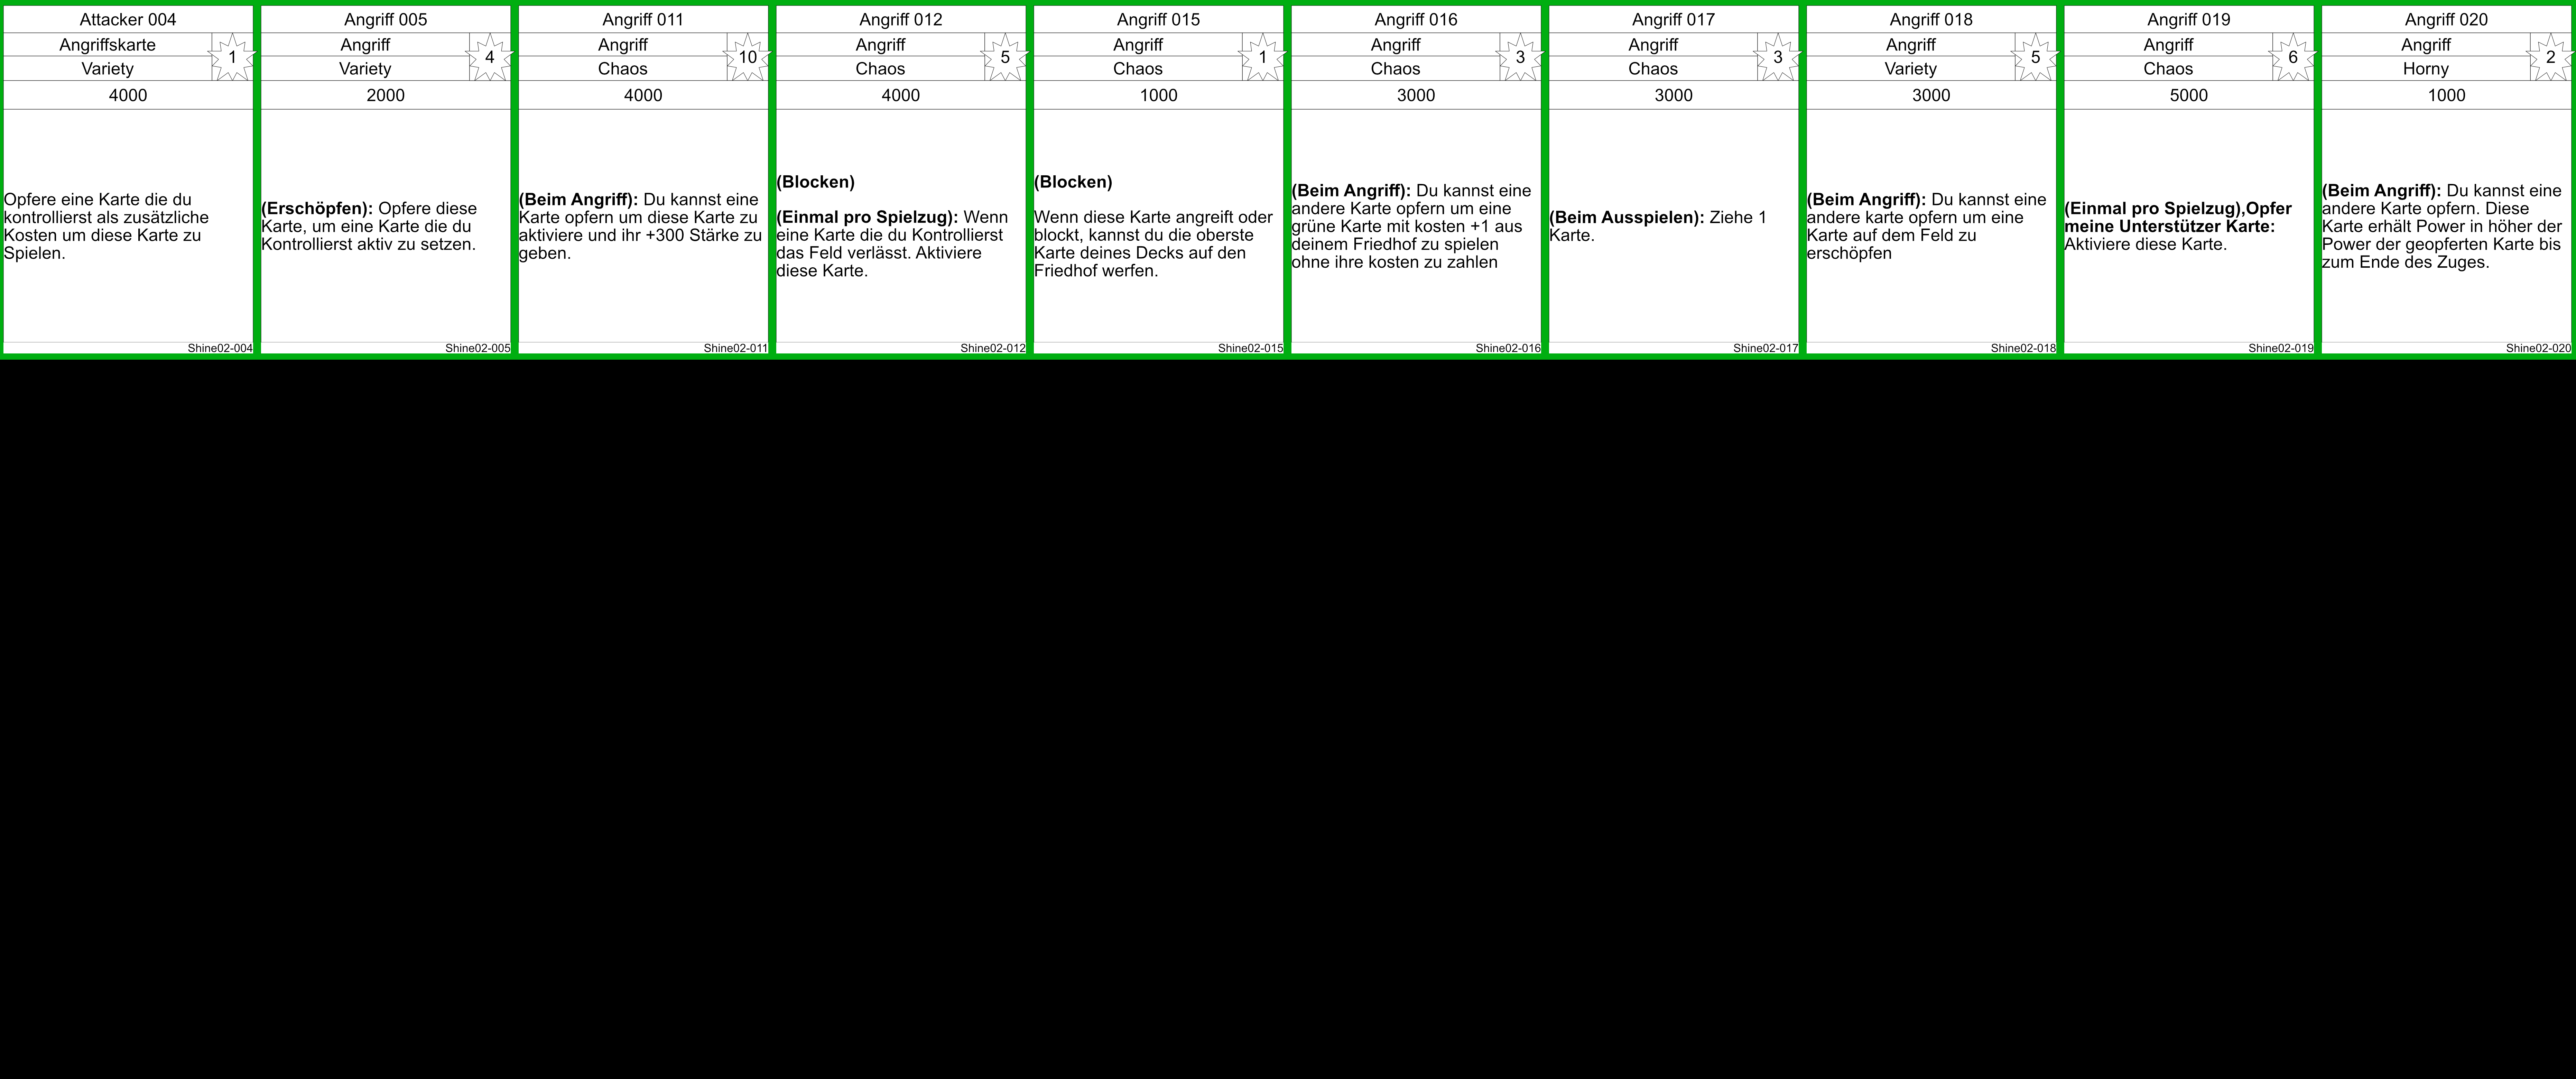 Attacker 004
Angriffskarte
1
Variety
4000
Opfere eine Karte die du
kontrollierst als zusätzliche
Kosten um diese Karte zu
Spielen.
Shine02-004
Angriff 005
Angriff
4
Variety
2000
(Erschöpfen): Opfere diese
Karte, um eine Karte die du
Kontrollierst aktiv zu setzen.
Shine02-005
Angriff 011
Angriff
10
Chaos
4000
(Beim Angriff): Du kannst eine
Karte opfern um diese Karte zu
aktiviere und ihr +300 Stärke zu
geben.
Shine02-011
Angriff 012
Angriff
5
Chaos
4000
(Blocken)
(Einmal pro Spielzug): Wenn
eine Karte die du Kontrollierst
das Feld verlässt. Aktiviere
diese Karte.
Shine02-012
Angriff 015
Angriff
1
Chaos
1000
(Blocken)
Wenn diese Karte angreift oder
blockt, kannst du die oberste
Karte deines Decks auf den
Friedhof werfen.
Shine02-015
Angriff 016
Angriff
3
Chaos
3000
(Beim Angriff): Du kannst eine
andere Karte opfern um eine
grüne Karte mit kosten +1 aus
deinem Friedhof zu spielen
ohne ihre kosten zu zahlen
Shine02-016
Angriff 017
Angriff
3
Chaos
3000
(Beim Ausspielen): Ziehe 1
Karte.
Shine02-017
Angriff 018
Angriff
5
Variety
3000
(Beim Angriff): Du kannst eine
andere karte opfern um eine
Karte auf dem Feld zu
erschöpfen
Shine02-018
Angriff 019
Angriff
6
Chaos
5000
(Einmal pro Spielzug),Opfer
meine Unterstützer Karte:
Aktiviere diese Karte.
Shine02-019
Angriff 020
Angriff
2
Horny
1000
(Beim Angriff): Du kannst eine
andere Karte opfern. Diese
Karte erhält Power in höher der
Power der geopferten Karte bis
zum Ende des Zuges.
Shine02-020